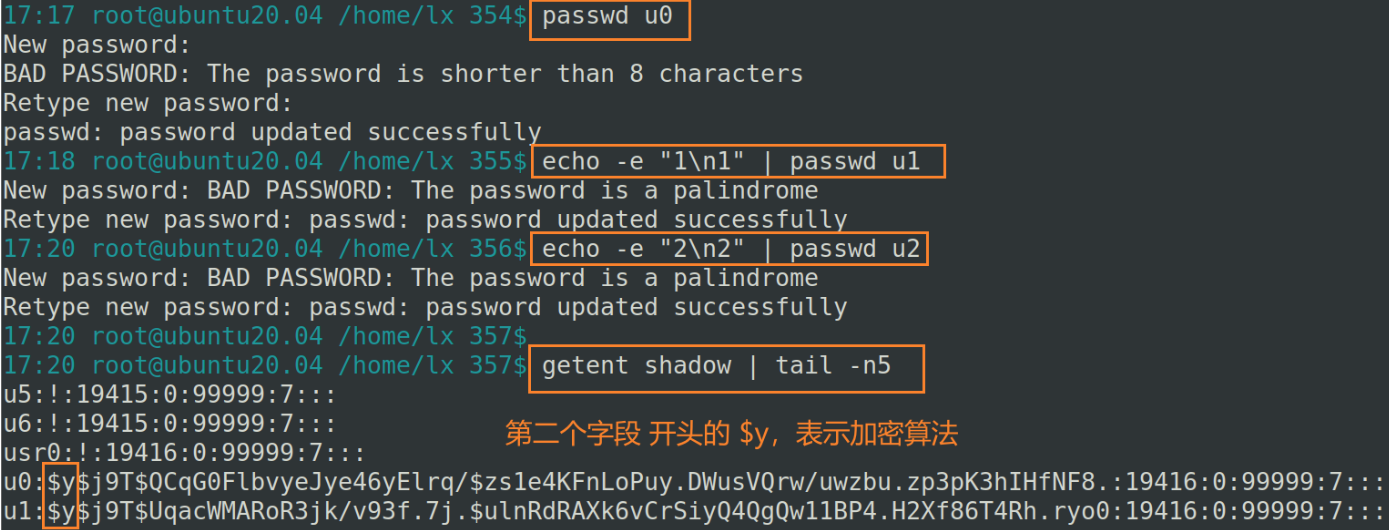 17:17 root@ubuntu20.04 /home/lx 354$ passwd u0
New password:
BAD PASSWORD: The password is shorter than 8 characters
Retype new password:
passwd: password updated successfully
17:18 root@ubuntu20.04 /home/lx 355$ echo -e "1\n1" | passwd u1
New password: BAD PASSWORD: The password is a palindrome
Retype new password: passwd: password updated successfully
17:20 root@ubuntu20.04 /home/lx 356$ echo -e "2\n2" | passwd u2
New password: BAD PASSWORD: The password is a palindrome
Retype new password: passwd: password updated successfully
17:20 root@ubuntu20.04 /home/lx 357$
17:20 root@ubuntu20.04 /home/lx 357$ getent shadow | tail -n5
u5:!:19415:0:99999:7:::
u6:!:19415:0:99999:7:::
第二个字段 开头的 $y，表示加密算法
usr0:!:19416:0:99999:7:::
u0:$y$j9T$QCqG0FlbvyeJye46yElrq/$zs1e4KFnLoPuy.DWusVQrw/uwzbu.zp3pK3hIHfNF8.:19416:0:99999:7:::
u1:$y$j9T$UqacWMARoR3jk/v93f.7j.$ulnRdRAXk6vCrSiyQ4QgQw11BP4.H2Xf86T4Rh.ryo0:19416:0:99999:7:::